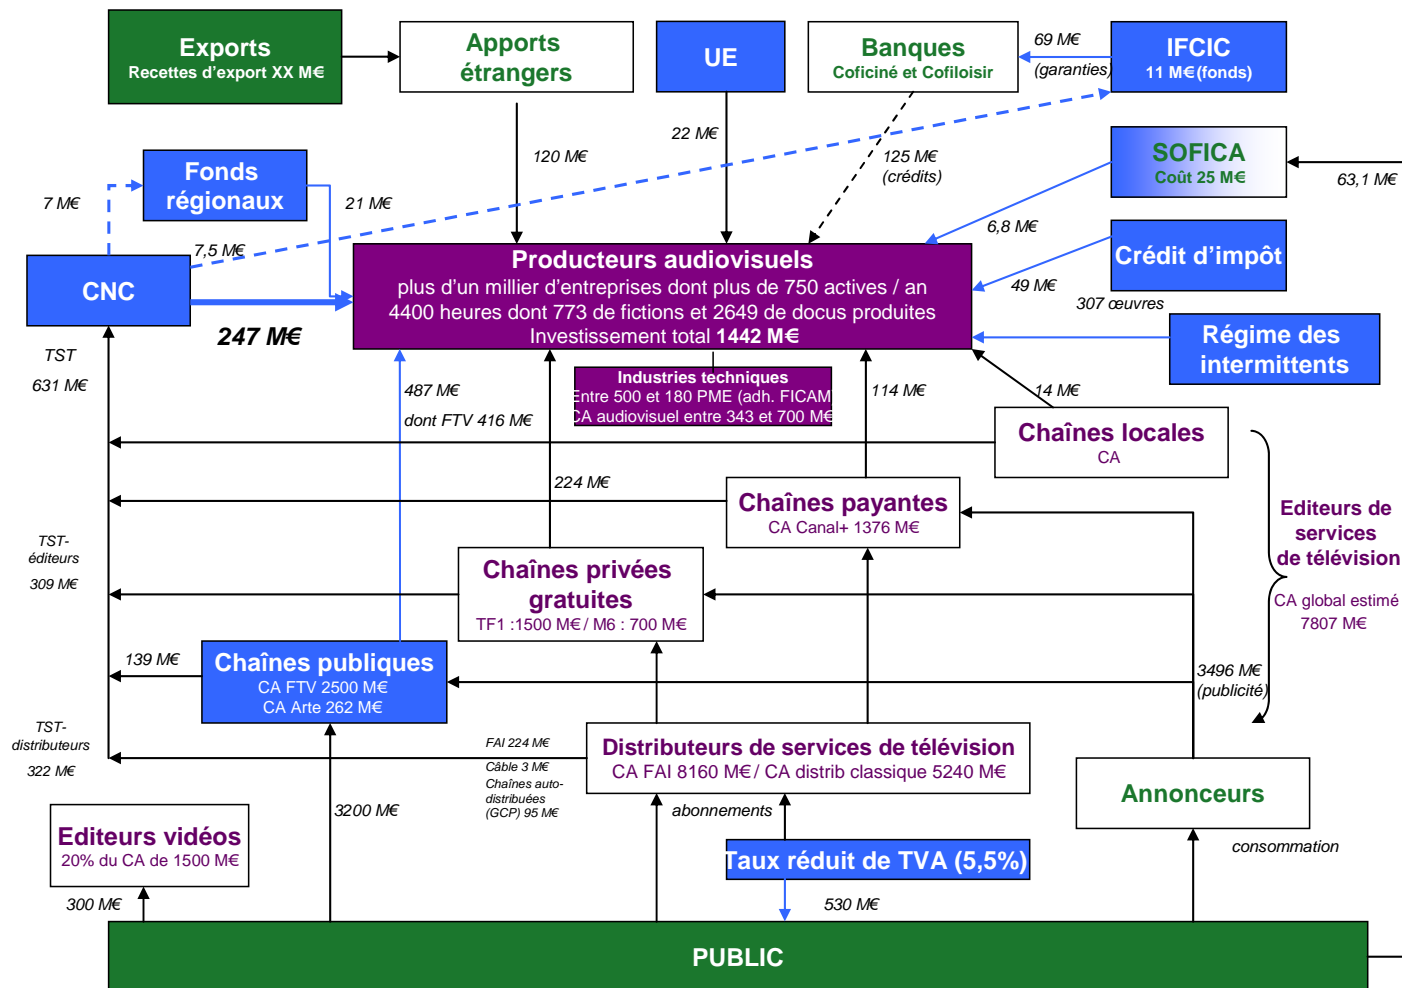 Exports
Recettes d'export XX M€
Apports
étrangers
UE
Banques
Coficiné et Cofiloisir
69 M€
(garanties)
IFCIC
11 M€(fonds)
120 M€
22 M€
125 M€
(crédits)
SOFICA
Coût 25 M€
63,1 M€
Fonds
régionaux
7 M€
21 M€
7,5 M€
6,8 M€
CNC
247 M€
Producteurs audiovisuels
plus d'un millier d'entreprises dont plus de 750 actives / an
4400 heures dont 773 de fictions et 2649 de docus produites
Investissement total 1442 M€
Crédit d'impôt
49 M€
307 œuvres
Régime des
intermittents
TST
631 M€
487 M€
dont FTV 416 M€
Industries techniques
Entre 500 et 180 PME (adh. FICAM
CA audiovisuel entre 343 et 700 M€
114 M€
14 M€
Chaînes locales
CA
224 M€
Chaînes payantes
CA Canal+ 1376 M€
Editeurs de
services
de télévision
CA global estimé
7807 M€
TST-
éditeurs
309 M€
Chaînes privées
gratuites
TF1 :1500 M€ / M6 : 700 M€
139 M€
Chaînes publiques
CA FTV 2500 M€
CA Arte 262 M€
3496 M€
(publicité)
TST-
distributeurs
322 M€
FAI 224 M€
Câble 3 M€
Chaînes auto-
distribuées
(GCP) 95 M€
Distributeurs de services de télévision
CA FAI 8160 M€ / CA distrib classique 5240 M€
Annonceurs
Editeurs vidéos
20% du CA de 1500 M€
3200 M€
abonnements
Taux réduit de TVA (5,5%)
consommation
300 M€
530 M€
PUBLIC